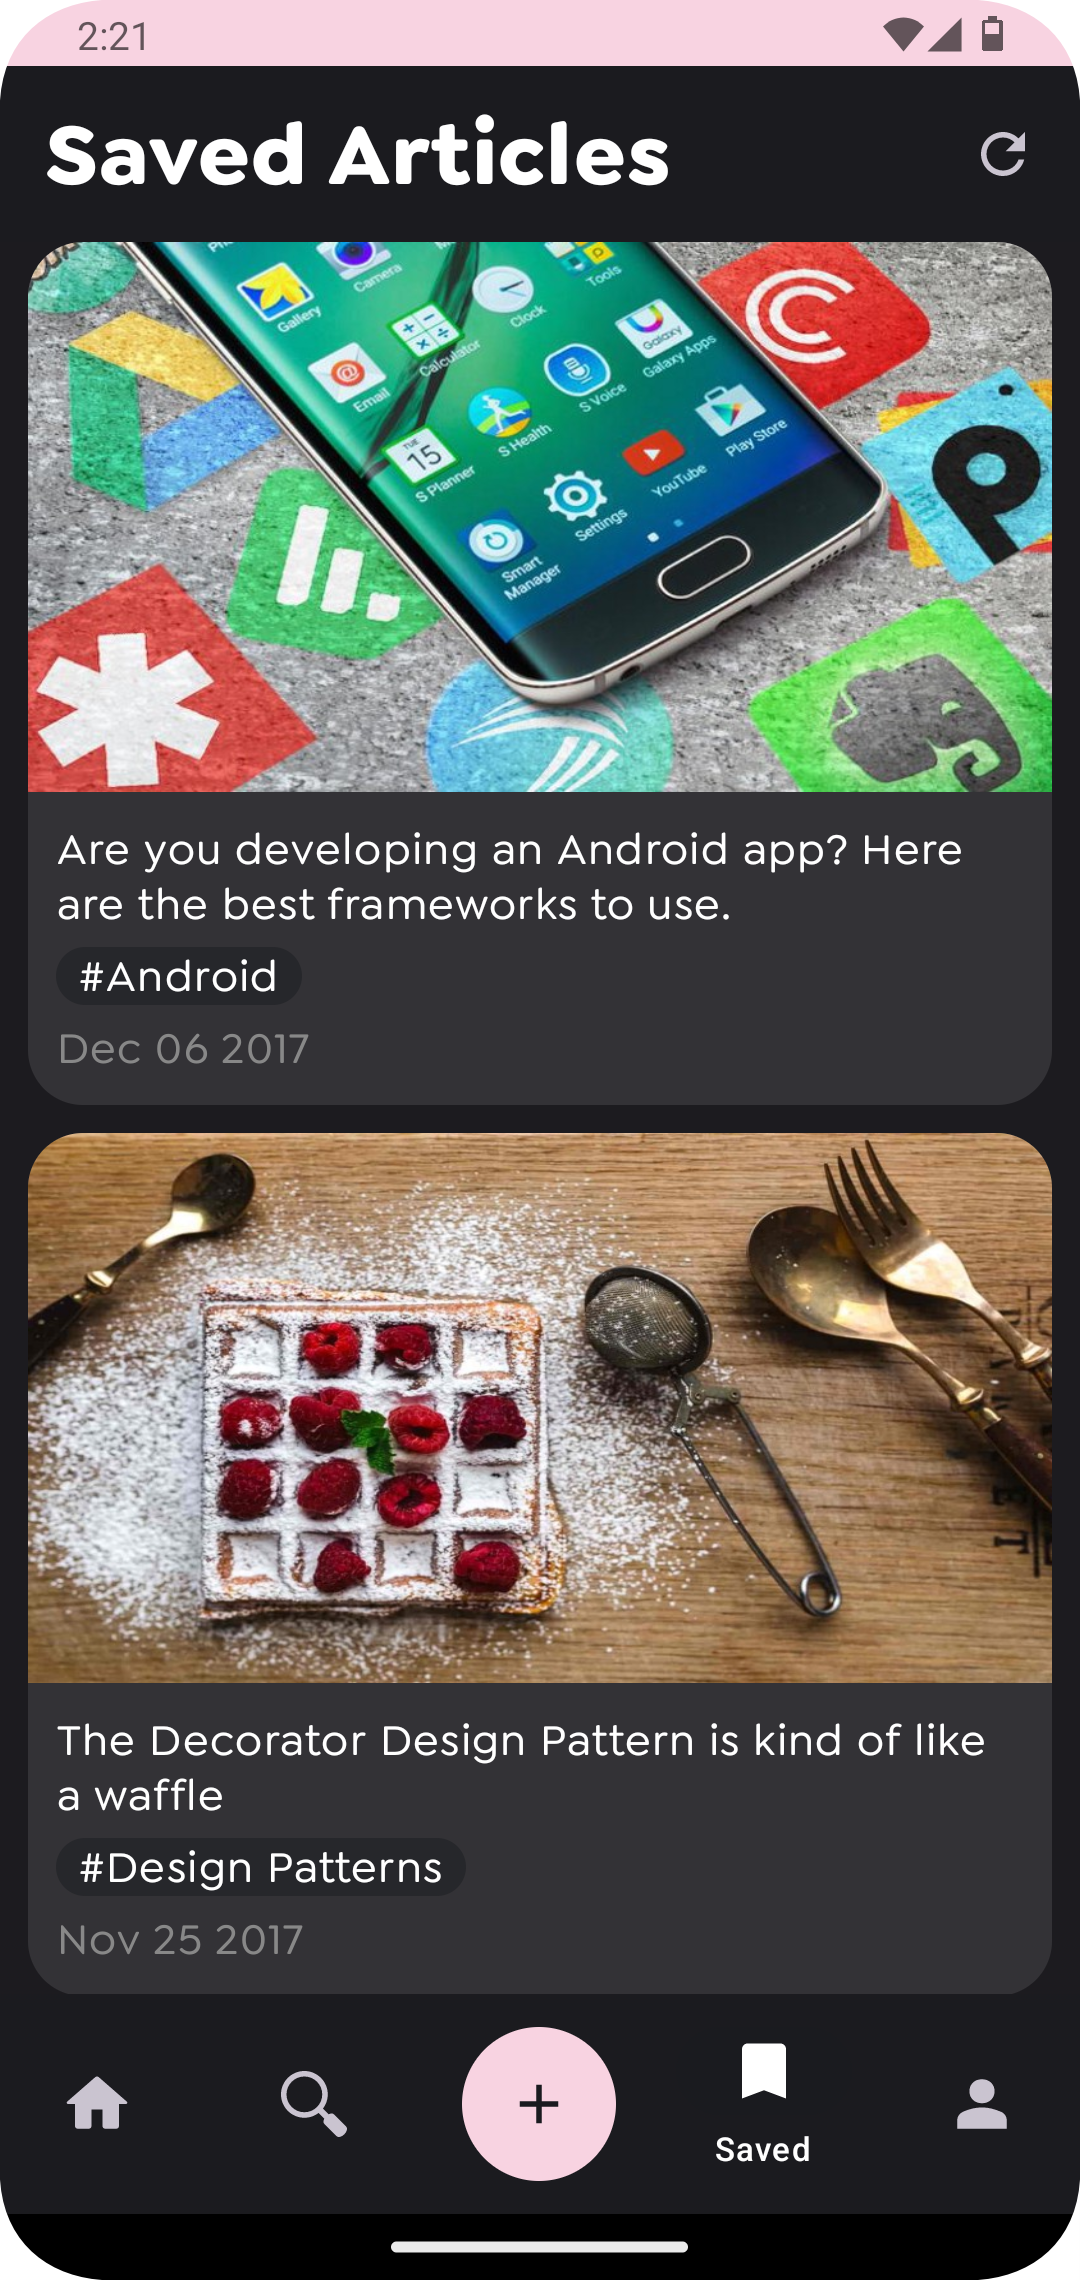 2:21
Saved Articles
Camera
Gallery
Clock
Tools
Calculator
Email
Galaxy
Galaxy Apps
S Voice
S Health
TUE
15
S Planner
Play Store
YouTube
Settings
Smart
Manager
Are you developing an Android app? Here
are the best frameworks to use.
#Android
Dec 06 2017
The Decorator Design Pattern is kind of like
a waffle
#Design Patterns
Nov 25 2017
Saved